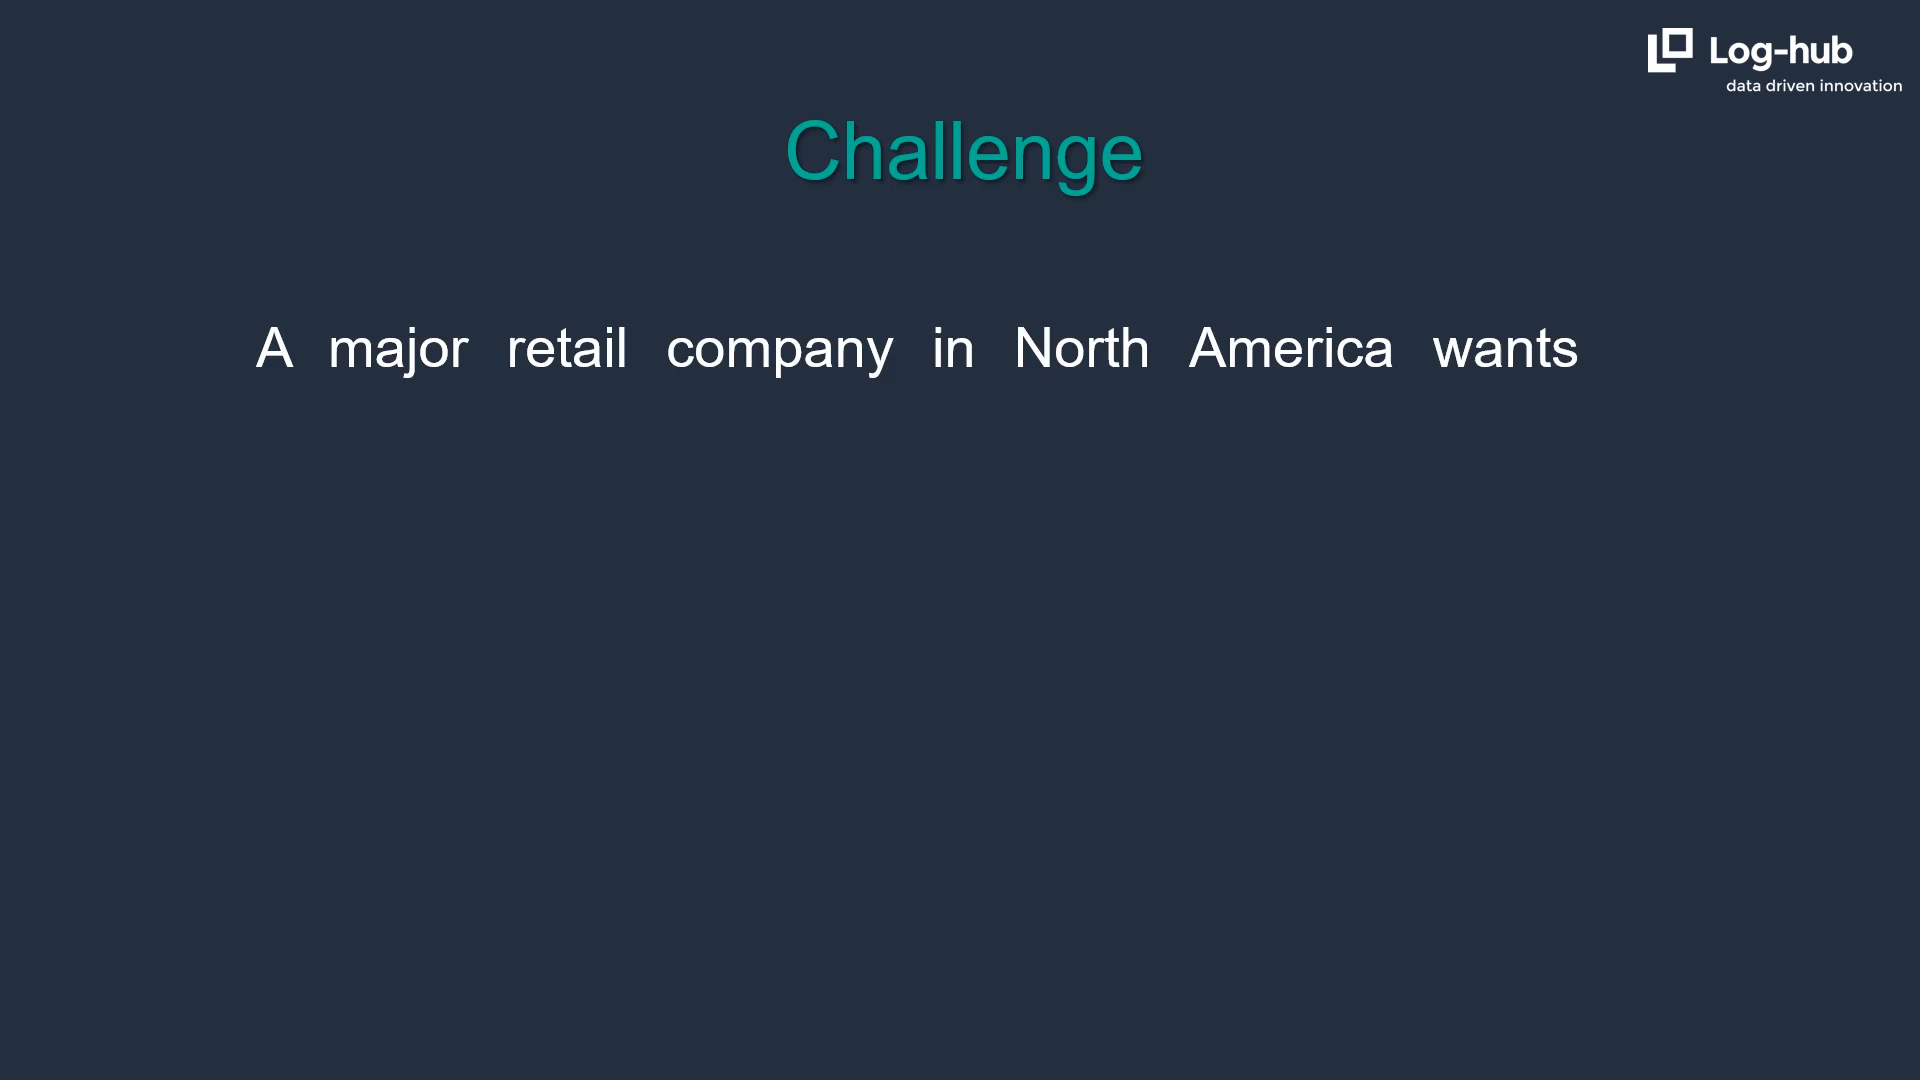 Log-hub
data driven innovation
Challenge
A major retail company in North America wants